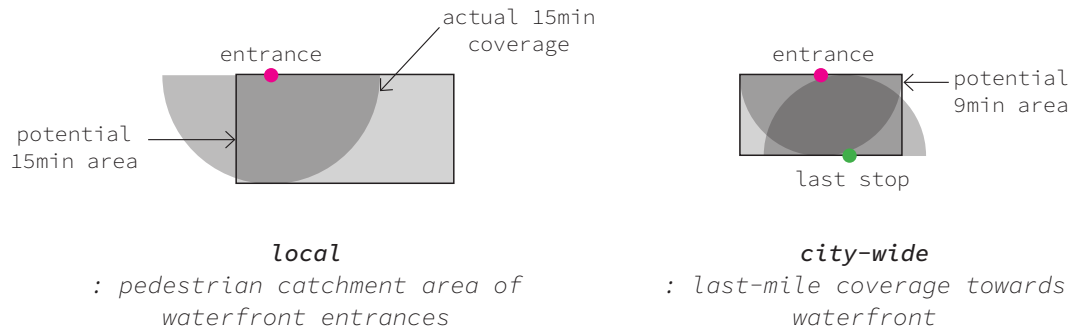 actual 15min
coverage
entrance
potential
15min area
local
: pedestrian catchment area of
waterfront entrances
entrance
potential
9min area
last stop
city-wide
: last-mile coverage towards
waterfront